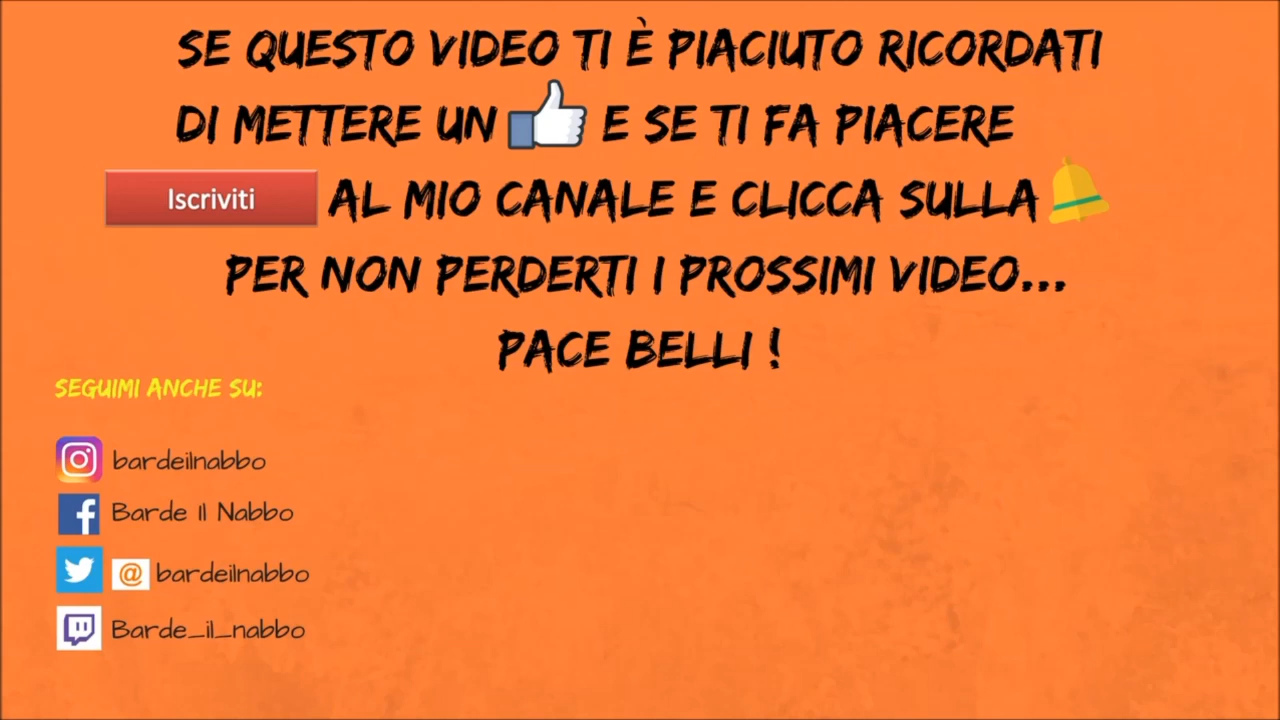 SE QUESTO VIDEO TI È PIACIUTO RICORDATI
DI METTERE UN E SE TI FA PIACERE
Iscriviti AL MIO CANALE E CLICCA SULLA
PER NON PERDERTI I PROSSIMI VIDEO...
PACE BELLI !
SEGUIMI ANCHE SU:
bardeilnabbo
Barde Il Nabbo
@ bardeilnabbo
Barde_il_nabbo